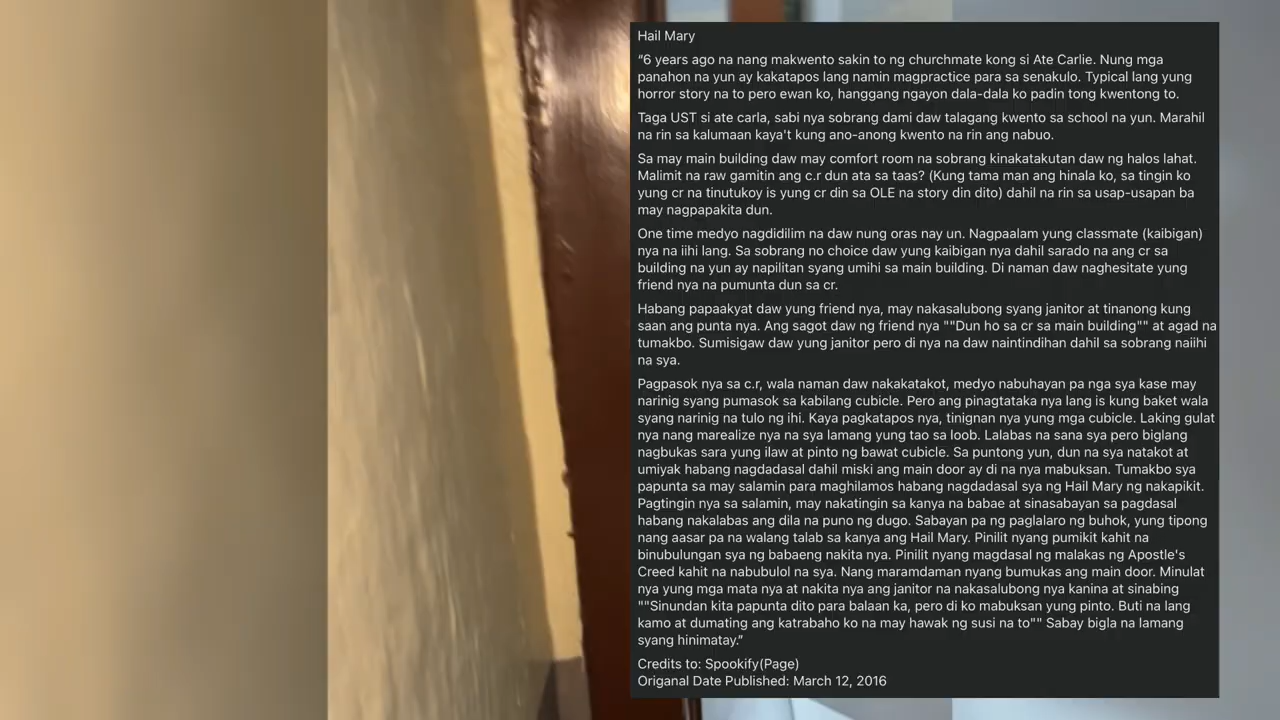 Hail Mary
“6 years ago na nang makwento sakin to ng churchmate kong si Ate Carlie. Nung mga
panahon na yun ay kakatapos lang namin magpractice para sa senakulo. Typical lang yung
horror story na to pero ewan ko, hanggang ngayon dala-dala ko padin tong kwentong to.
Taga UST si ate carla, sabi nya sobrang dami daw talagang kwento sa school na yun. Marahil
na rin sa kalumaan kaya't kung ano-anong kwento na rin ang nabuo.
Sa may main building daw may comfort room na sobrang kinakatakutan daw ng halos lahat.
Malimit na raw gamitin ang c.r dun ata sa taas? (Kung tama man ang hinala ko, sa tingin ko
yung cr na tinutukoy is yung cr din sa OLE na story din dito) dahil na rin sa usap-usapan ba
may nagpapakita dun.
One time medyo nagdidilim na daw nung oras nay un. Nagpaalam yung classmate (kaibigan)
nya na iihi lang. Sa sobrang no choice daw yung kaibigan nya dahil sarado na ang cr sa
building na yun ay napilitan syang umihi sa main building. Di naman daw naghesitate yung
friend nya na pumunta dun sa cr.
Habang papaakyat daw yung friend nya, may nakasalubong syang janitor at tinanong kung
saan ang punta nya. Ang sagot daw ng friend nya ""Dun ho sa cr sa main building"" at agad na
tumakbo. Sumisigaw daw yung janitor pero di nya na daw naintindihan dahil sa sobrang naiihi
na sya.
Pagpasok nya sa c.r, wala naman daw nakakatakot, medyo nabuhayan pa nga sya kase may
narinig syang pumasok sa kabilang cubicle. Pero ang pinagtataka nya lang is kung baket wala
syang narinig na tulo ng ihi. Kaya pagkatapos nya, tinignan nya yung mga cubicle. Laking gulat
nya nang marealize nya na sya lamang yung tao sa loob. Lalabas na sana sya pero biglang
nagbukas sara yung ilaw at pinto ng bawat cubicle. Sa puntong yun, dun na sya natakot at
umiyak habang nagdadasal dahil miski ang main door ay di na nya mabuksan. Tumakbo sya
papunta sa may salamin para maghilamos habang nagdadasal sya ng Hail Mary ng nakapikit.
Pagtingin nya sa salamin, may nakatingin sa kanya na babae at sinasabayan sa pagdasal
habang nakalabas ang dila na puno ng dugo. Sabayan pa ng paglalaro ng buhok, yung tipong
nang aasar pa na walang talab sa kanya ang Hail Mary. Pinilit nyang pumikit kahit na
binubulungan sya ng babaeng nakita nya. Pinilit nyang magdasal ng malakas ng Apostle's
Creed kahit na nabubulol na sya. Nang maramdaman nyang bumukas ang main door. Minulat
nya yung mga mata nya at nakita nya ang janitor na nakasalubong nya kanina at sinabing
""Sinundan kita papunta dito para balaan ka, pero di ko mabuksan yung pinto. Buti na lang
kamo at dumating ang katrabaho ko na may hawak ng susi na to"" Sabay bigla na lamang
syang hinimatay.”
Credits to: Spookify(Page)
Origanal Date Published: March 12, 2016